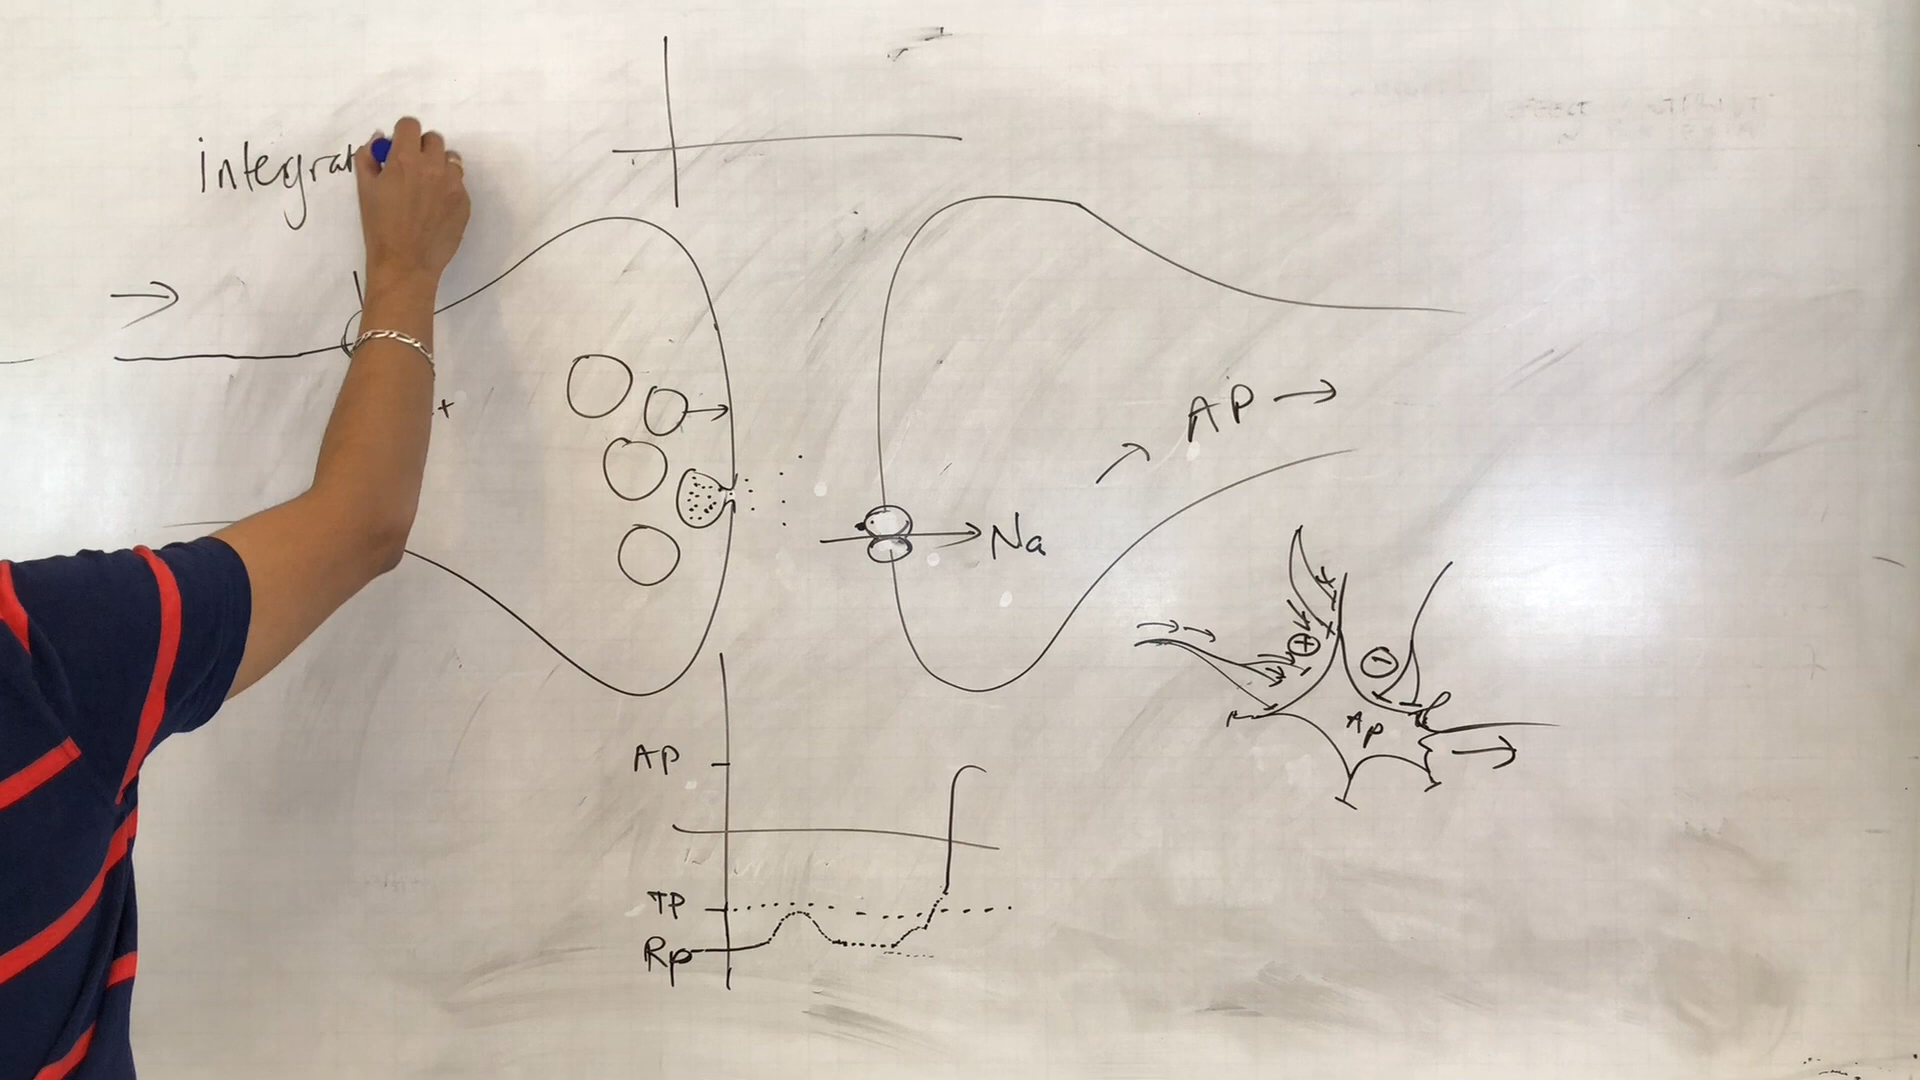 integrat
+
AP →
→ Na
+
-
Ap
AP
TP
Rp